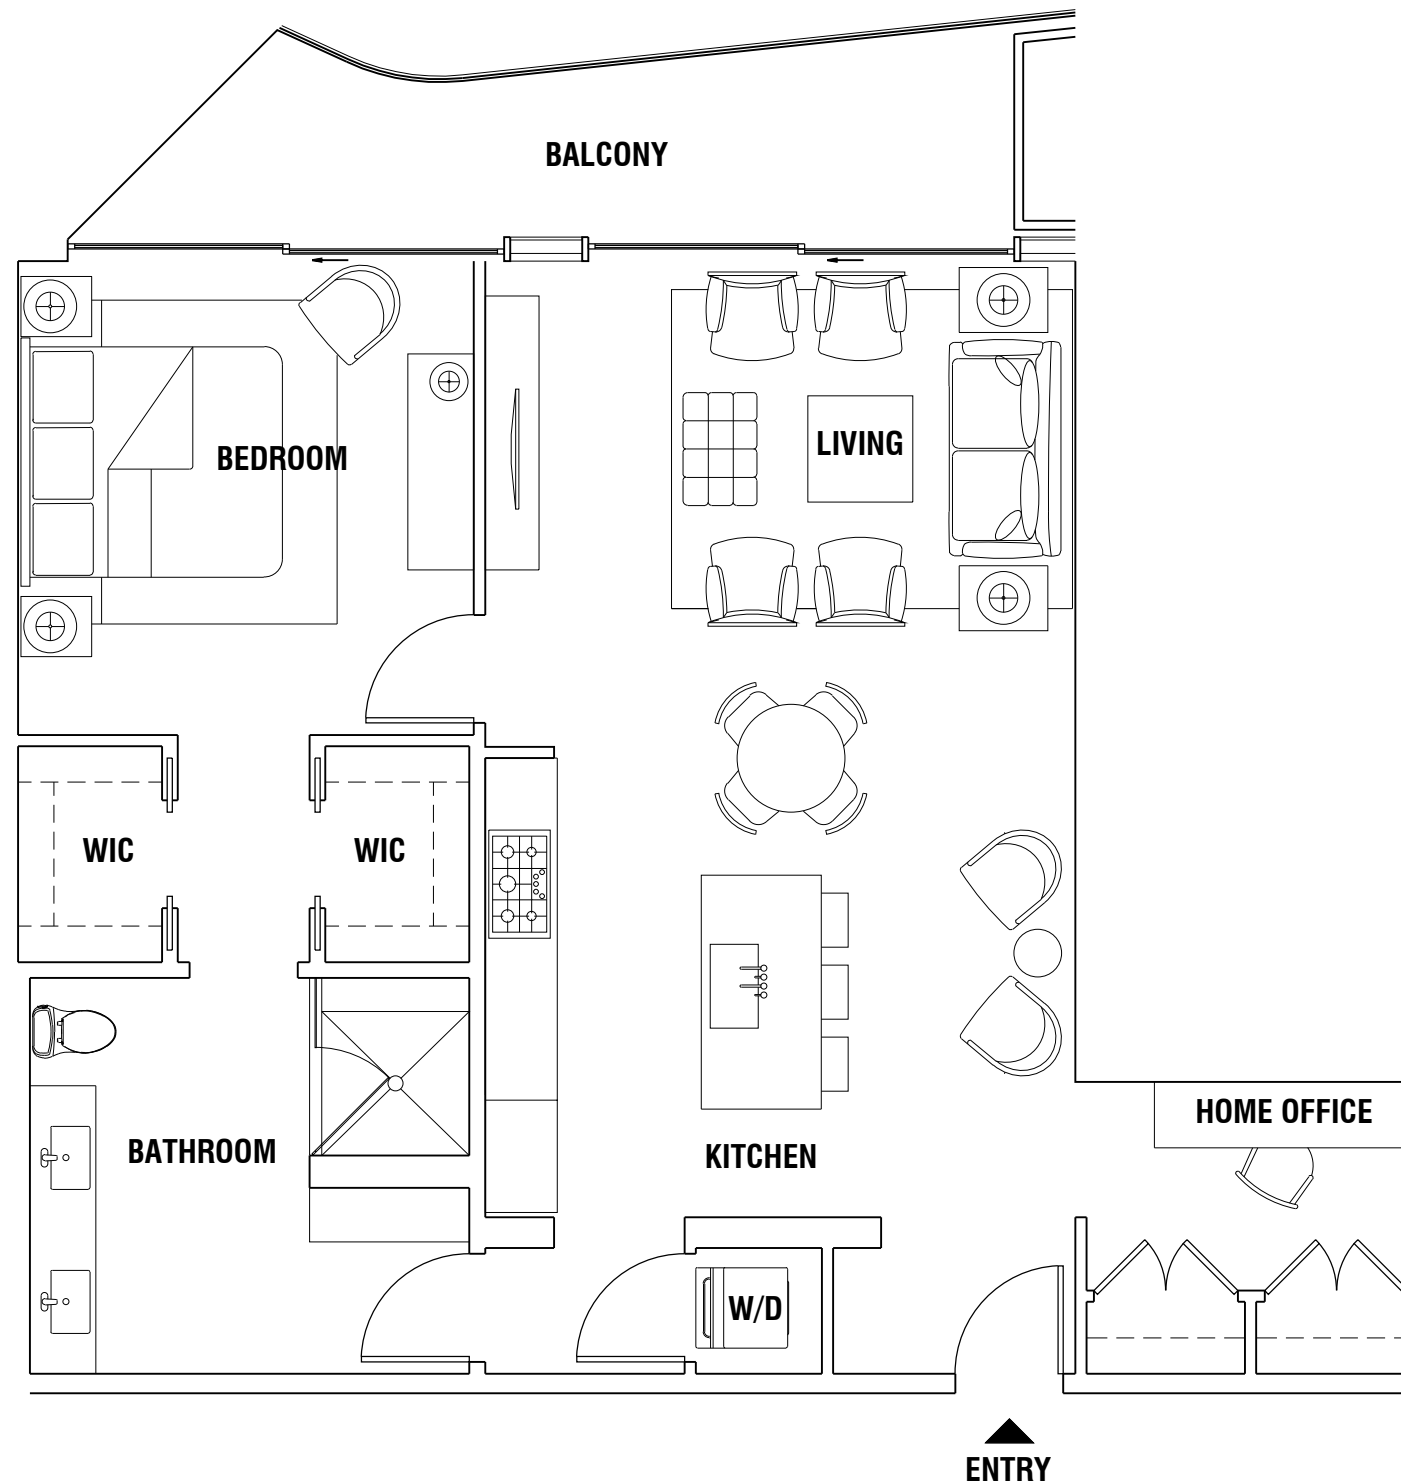 BALCONY
BEDROOM
LIVING
WIC
WIC
HOME OFFICE
BATHROOM
KITCHEN
W/D
ENTRY